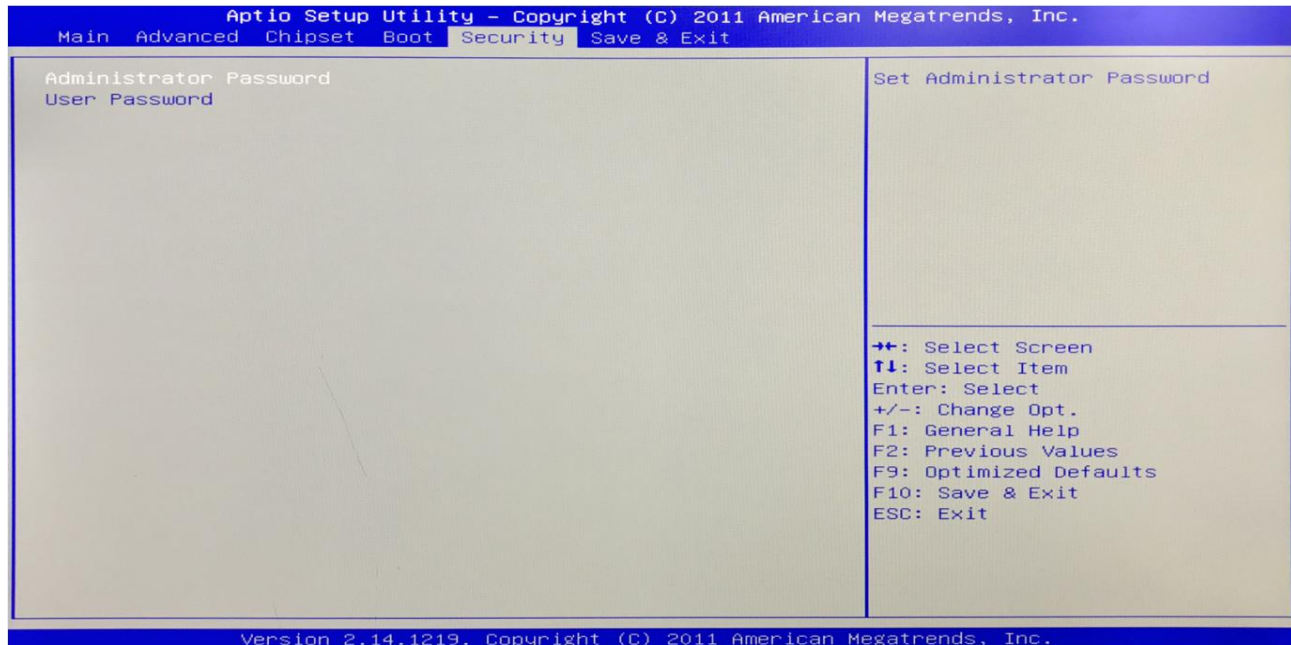 Aptio Setup Utility – Copyright (C) 2011 American Megatrends, Inc.
Main Advanced Chipset Boot Security Save & Exit
Administrator Password
User Password
Set Administrator Password
→←: Select Screen
↑↓: Select Item
Enter: Select
+/-: Change Opt.
F1: General Help
F2: Previous Values
F9: Optimized Defaults
F10: Save & Exit
ESC: Exit
Version 2.14.1219. Copyright (C) 2011 American Megatrends, Inc.